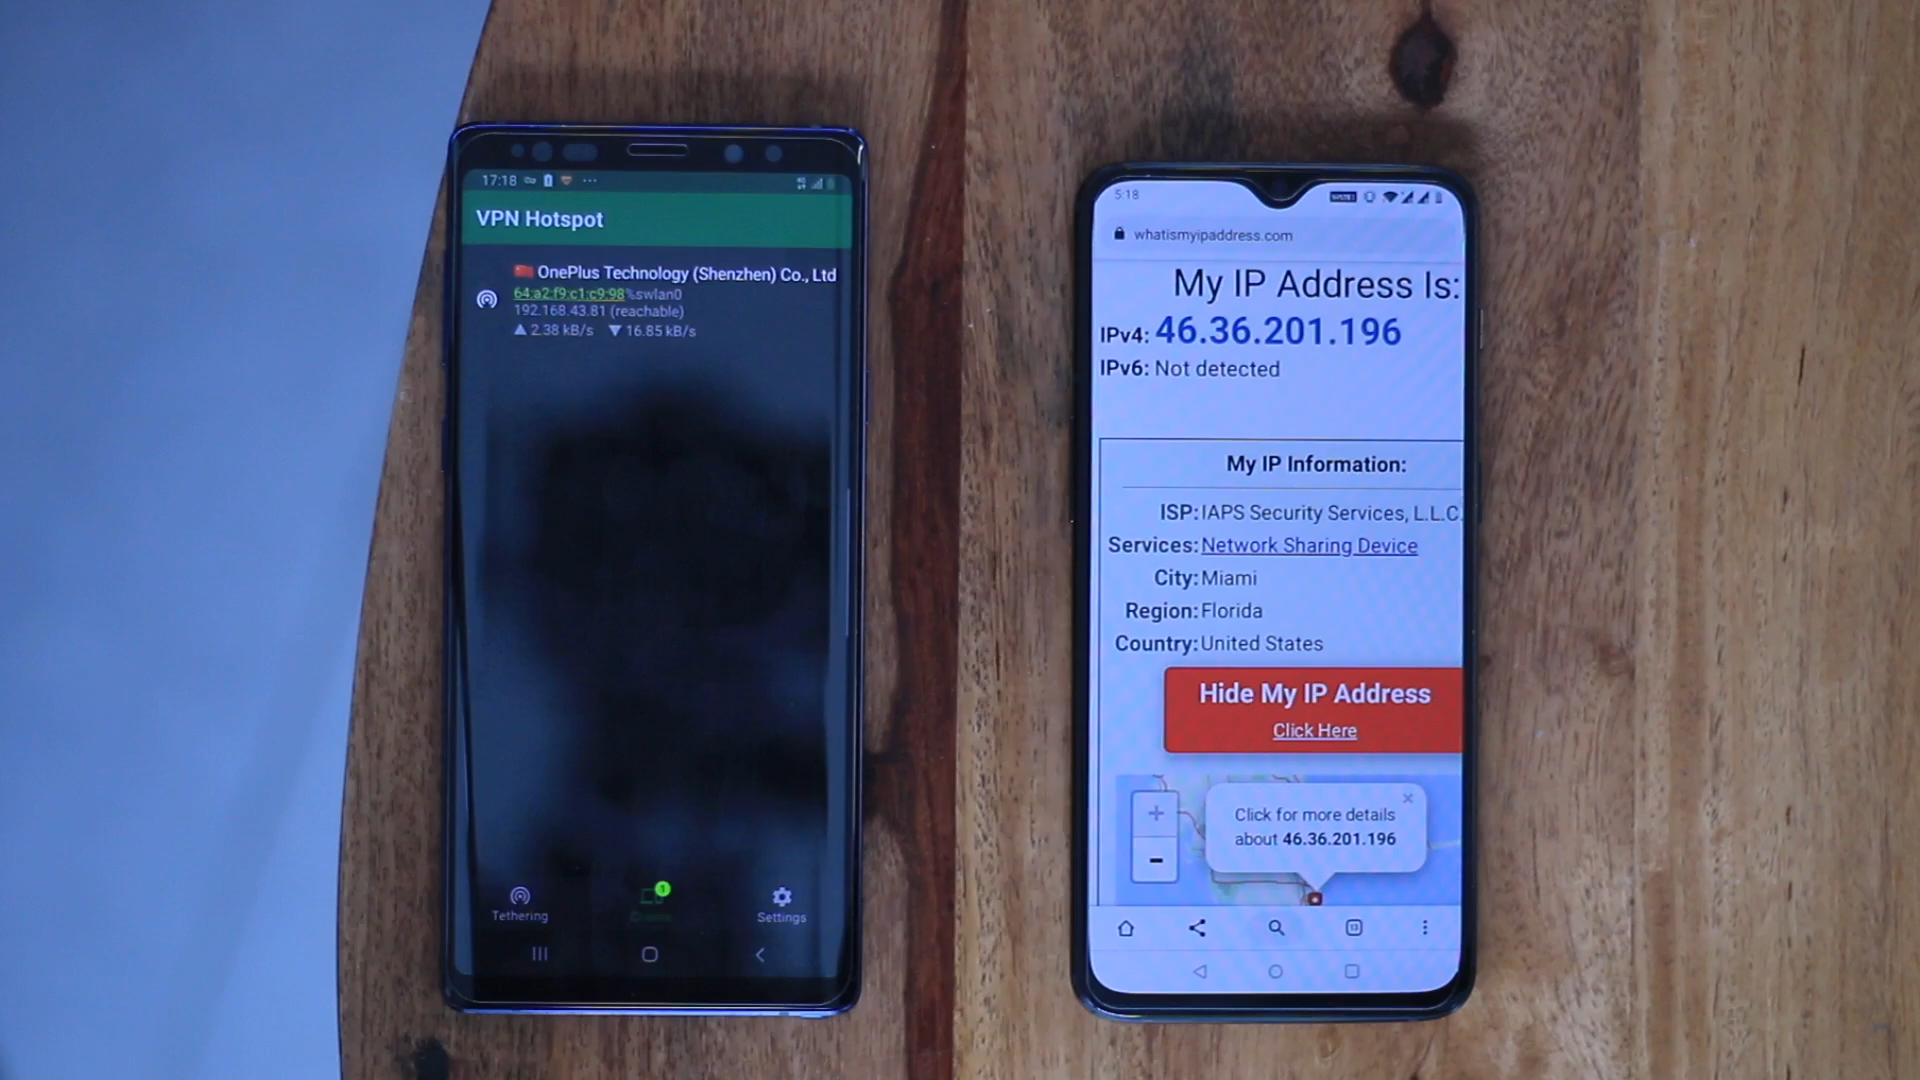 17:18
VPN Hotspot
OnePlus Technology (Shenzhen) Co., Ltd
64:a2:f9:c1:c9:98%swlan0
192.168.43.81 (reachable)
▲ 2.38 kB/s ▼ 16.85 kB/s
1
Tethering
Settings
5:18
whatismyipaddress.com
My IP Address Is:
IPv4: 46.36.201.196
IPv6: Not detected
My IP Information:
ISP: IAPS Security Services, L.L.C.
Services: Network Sharing Device
City: Miami
Region: Florida
Country: United States
Hide My IP Address
Click Here
+
-
Click for more details
about 46.36.201.196